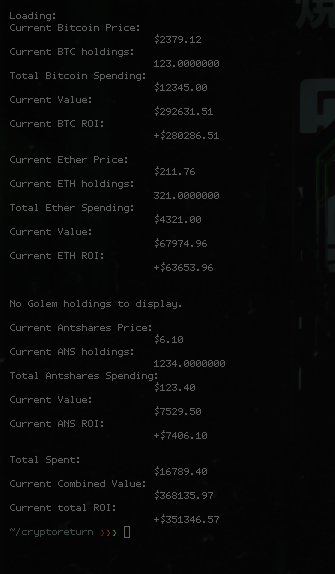 Loading:
Current Bitcoin Price:
$2379.12
Current BTC holdings:
123.0000000
Total Bitcoin Spending:
$12345.00
Current Value:
$292631.51
Current BTC ROI:
+$280286.51
Current Ether Price:
$211.76
Current ETH holdings:
321.0000000
Total Ether Spending:
$4321.00
Current Value:
$67974.96
Current ETH ROI:
+$63653.96
No Golem holdings to display.
Current Antshares Price:
$6.10
Current ANS holdings:
1234.0000000
Total Antshares Spending:
$123.40
Current Value:
$7529.50
Current ANS ROI:
+$7406.10
Total Spent:
$16789.40
Current Combined Value:
$368135.97
Current total ROI:
+$351346.57
~/cryptoreturn ❯❯❯